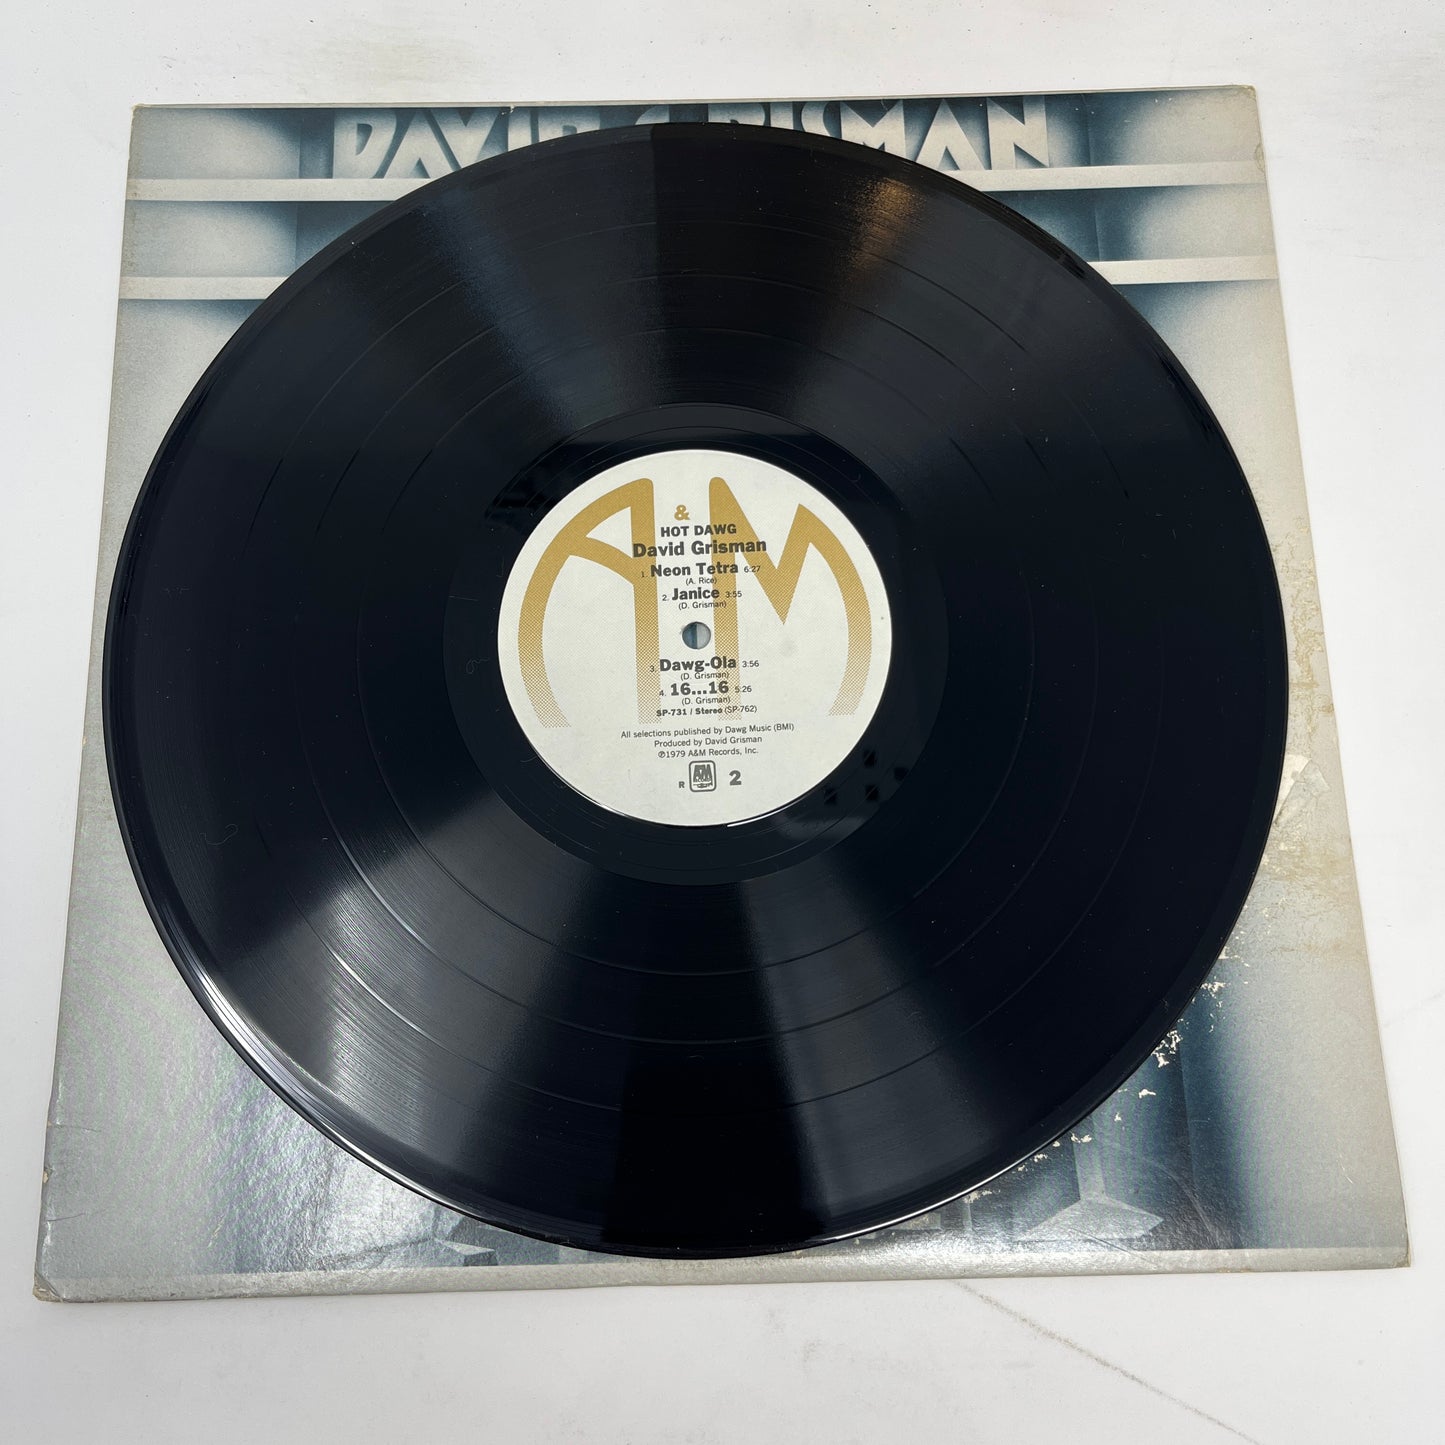 DAVID GRISMAN
A & M
HOT DAWG
David Grisman
1. Neon Tetra 6:27
(A. Rice)
2. Janice 3:55
(D. Grisman)
3. Dawg-Ola 3:56
(D. Grisman)
4. 16...16 5:26
(D. Grisman)
SP-731 / Stereo (SP-762)
All selections published by Dawg Music (BMI)
Produced by David Grisman
℗1979 A&M Records, Inc.
R AM 2